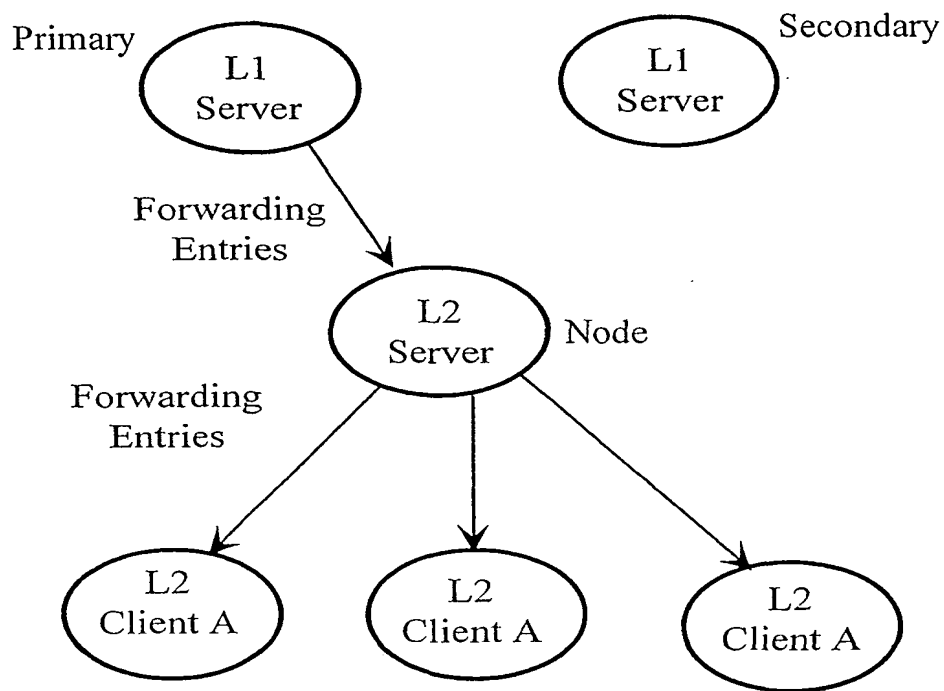 Primary
L1
Server
Secondary
L1
Server
Forwarding
Entries
L2
Server
Node
Forwarding
Entries
L2
Client A
L2
Client A
L2
Client A